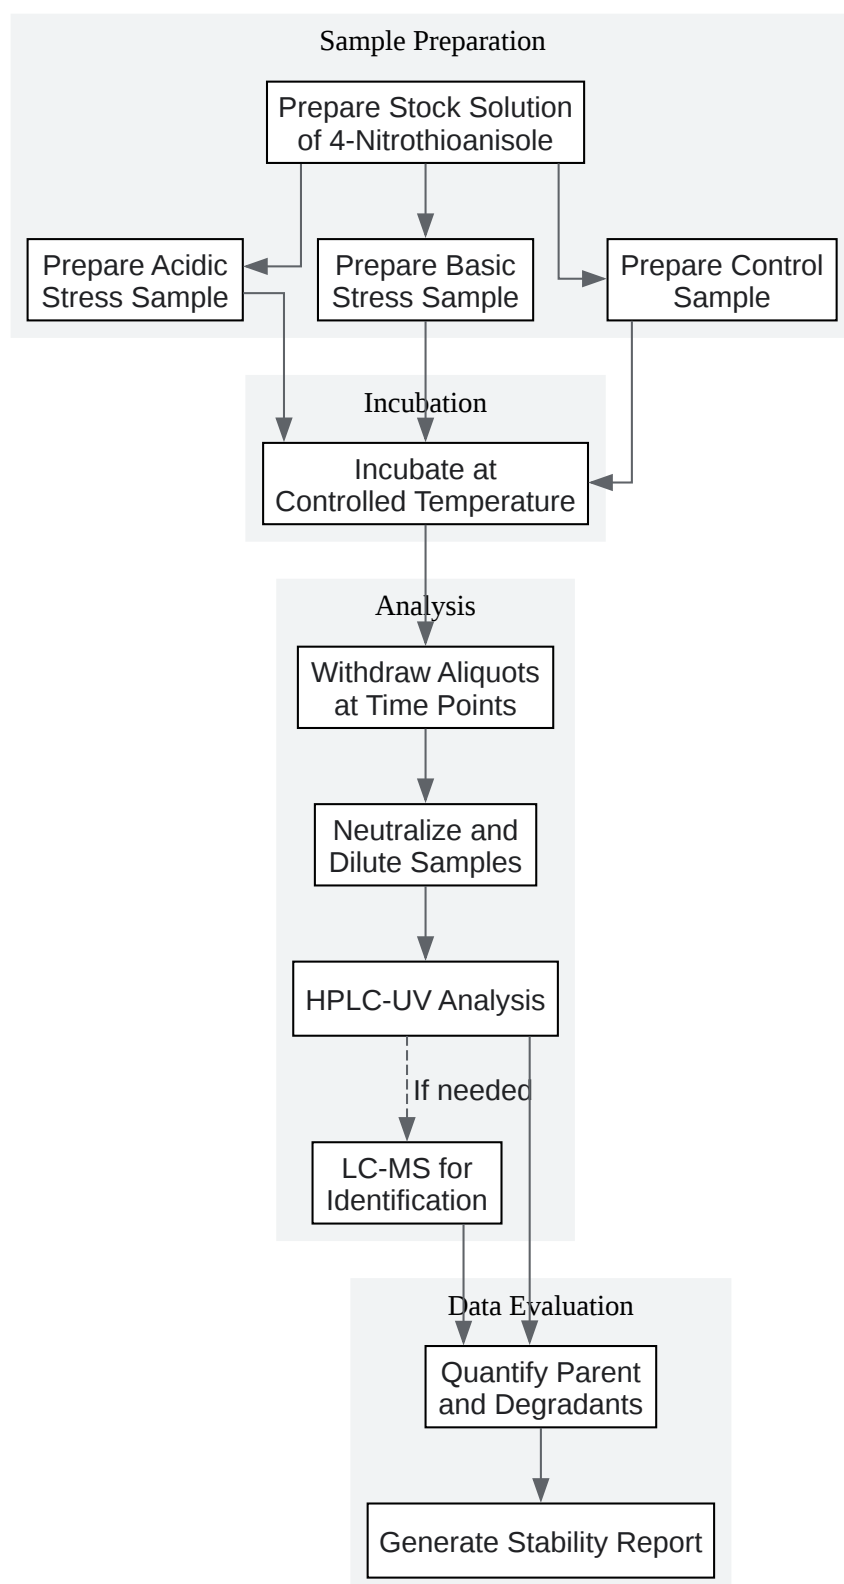 Sample Preparation
Prepare Stock Solution
of 4-Nitrothioanisole
Prepare Acidic
Stress Sample
Prepare Basic
Stress Sample
Prepare Control
Sample
Incubation
Incubate at
Controlled Temperature
Analysis
Withdraw Aliquots
at Time Points
Neutralize and
Dilute Samples
HPLC-UV Analysis
If needed
LC-MS for
Identification
Data Evaluation
Quantify Parent
and Degradants
Generate Stability Report